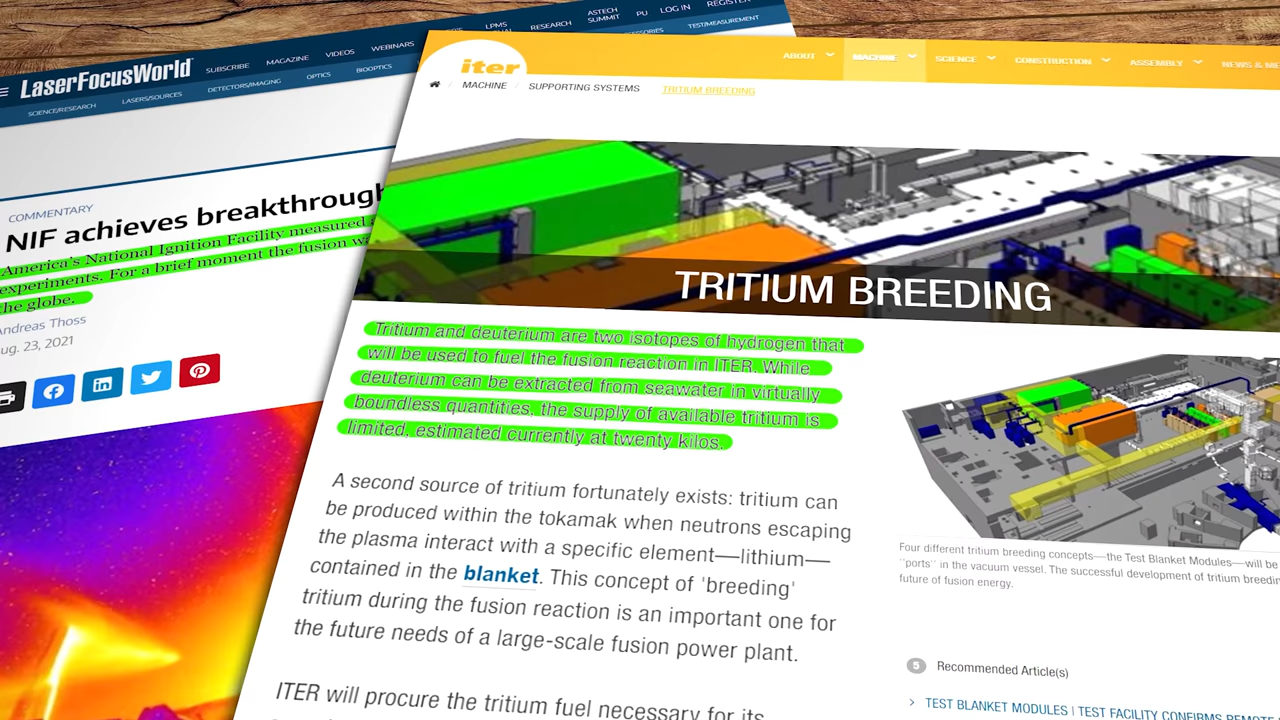 LPMS
RESEARCH
ASTECH
SUMMIT
PU
LOG IN
REGISTER
TEST/MEASUREMENT
LaserFocusWorld
SUBSCRIBE
MAGAZINE
VIDEOS
WEBINARS
SCIENCE/RESEARCH
LASERS/SOURCES
DETECTORS/IMAGING
OPTICS
BIOOPTICS
COMMENTARY
NIF achieves breakthrough
America's National Ignition Facility measured
experiments. For a brief moment the fusion
the globe.
Andreas Thoss
Aug. 23, 2021
iter
ABOUT
MACHINE
SCIENCE
CONSTRUCTION
ASSEMBLY
NEWS & ME
/ MACHINE / SUPPORTING SYSTEMS TRITIUM BREEDING
TRITIUM BREEDING
Tritium and deuterium are two isotopes of hydrogen that
will be used to fuel the fusion reaction in ITER. While
deuterium can be extracted from seawater in virtually
boundless quantities, the supply of available tritium is
limited, estimated currently at twenty kilos.
A second source of tritium fortunately exists: tritium can
be produced within the tokamak when neutrons escaping
the plasma interact with a specific element—lithium—
contained in the blanket. This concept of 'breeding'
tritium during the fusion reaction is an important one for
the future needs of a large-scale fusion power plant.
ITER will procure the tritium fuel necessary for its
Four different tritium breeding concepts—the Test Blanket Modules—will be
"ports" in the vacuum vessel. The successful development of tritium breeding
future of fusion energy.
5 Recommended Article(s)
> TEST BLANKET MODULES | TEST FACILITY CONFIRMS REMOTE